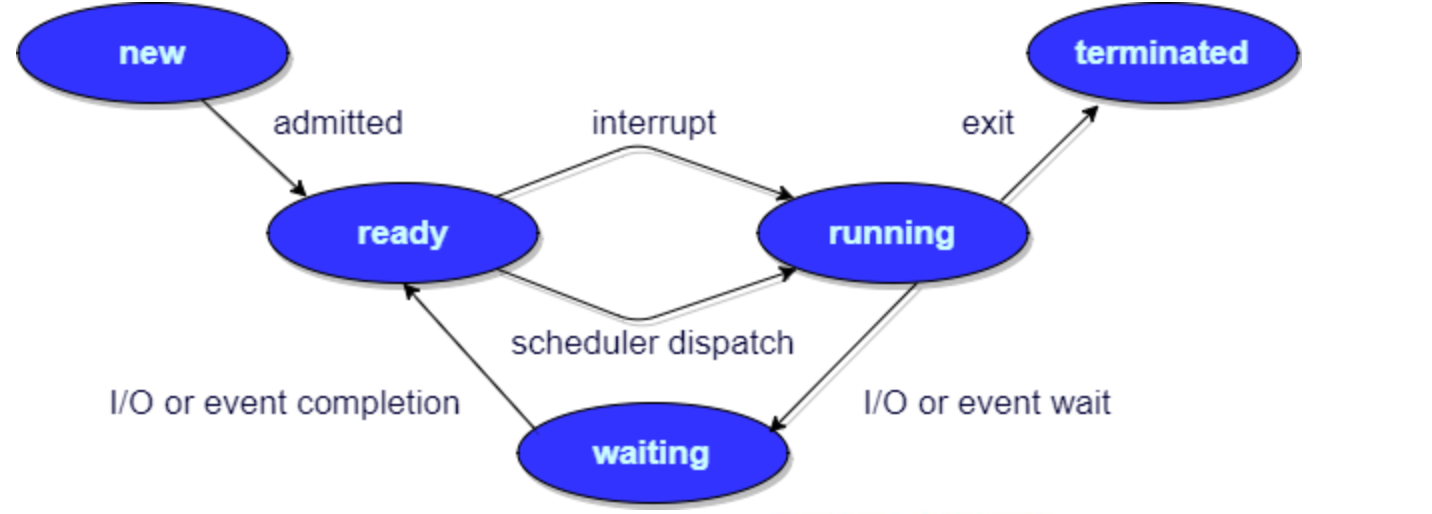 new
terminated
admitted
interrupt
exit
ready
running
scheduler dispatch
I/O or event completion
I/O or event wait
waiting